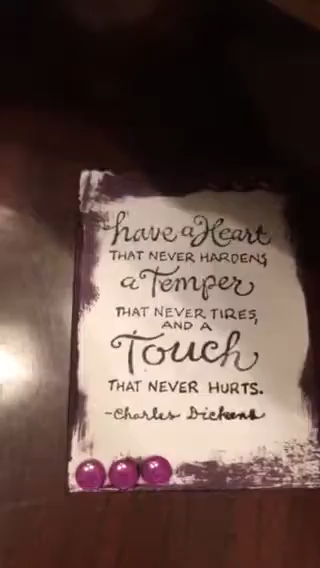 have a Heart
THAT NEVER HARDENS
a Temper
THAT NEVER TIRES,
AND A
Touch
THAT NEVER HURTS.
-Charles Dickens